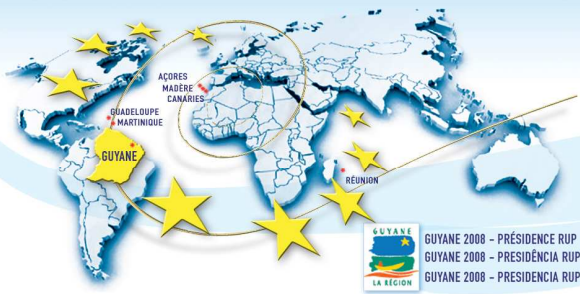 AÇORES
MADÈRE
CANARIES
GUADELOUPE
MARTINIQUE
GUYANE
RÉUNION
GUYANE
LA RÉGION
GUYANE 2008 - PRÉSIDENCE RUP
GUYANE 2008 - PRESIDÊNCIA RUP
GUYANE 2008 - PRESIDENCIA RUP